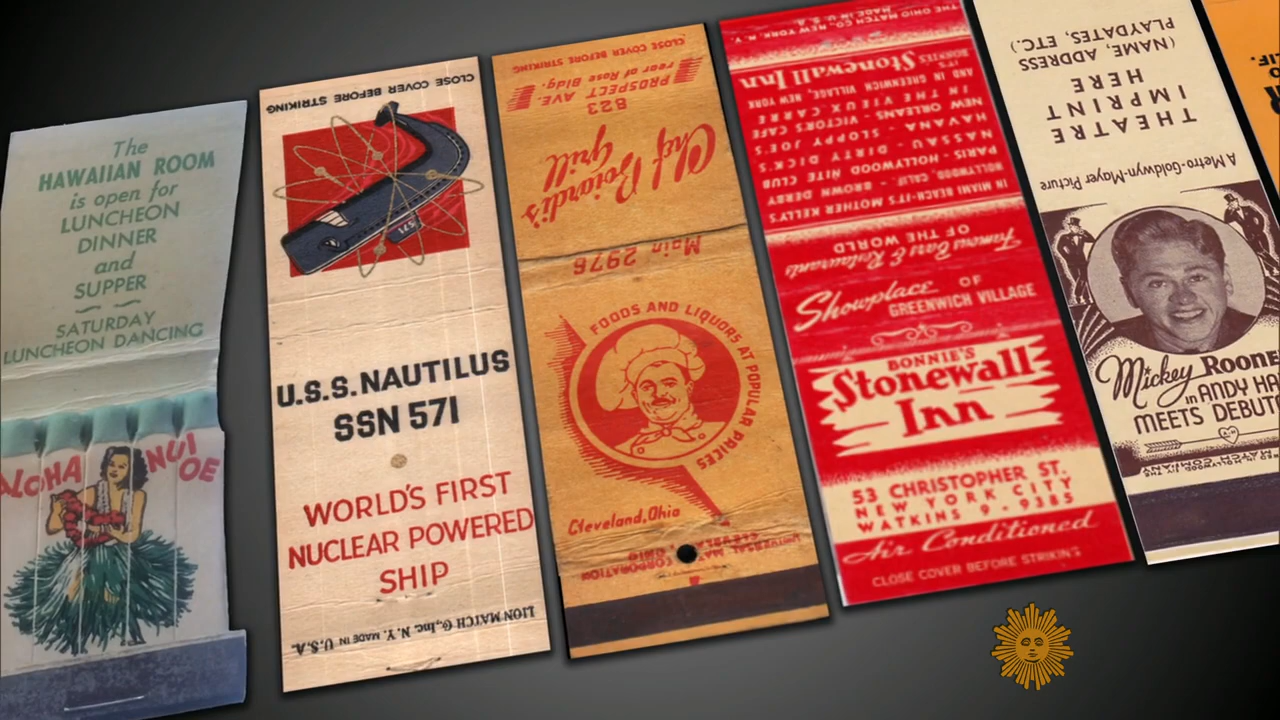 The
HAWAIIAN ROOM
is open for
LUNCHEON
DINNER
and
SUPPER
SATURDAY
LUNCHEON DANCING
ALOHA NUI
OE
CLOSE COVER BEFORE STRIKING
571
U.S.S. NAUTILUS
SSN 571
WORLD'S FIRST
NUCLEAR POWERED
SHIP
LION MATCH Co., Inc. N.Y. MADE IN U.S.A.
CLOSE COVER BEFORE STRIKING
rear of Rose Bldg.
PROSPECT AVE.
823
Chef Boiardi's
Grill
Main 2976
FOODS AND LIQUORS AT POPULAR PRICES
Cleveland, Ohio
THE OHIO MATCH CO., NEW YORK, N. Y.
MADE IN U.S.A.
BONNIE'S
Stonewall Inn
IT'S
AND IN GREENWICH VILLAGE, NEW YORK
IN THE VIEUX CARRE
NEW ORLEANS - VICTOR'S CAFE
HAVANA - SLOPPY JOE'S
NASSAU - DIRTY DICK'S
PARIS - HOLLYWOOD NITE CLUB
HOLLYWOOD, CALIF. - BROWN DERBY
IN MIAMI BEACH-IT'S MOTHER KELLY'S
Famous Bars & Restaurants
OF THE WORLD
Showplace OF
GREENWICH VILLAGE
BONNIE'S
Stonewall
Inn
53 CHRISTOPHER ST.
NEW YORK CITY
WATKINS 9-9385
Air Conditioned
CLOSE COVER BEFORE STRIKING
THEATRE
IMPRINT
HERE
(NAME, ADDRESS
PLAYDATES, ETC.)
A Metro-Goldwyn-Mayer Picture
Mickey ROONE
in ANDY HA
MEETS DEBUT
MATCH COMPANY